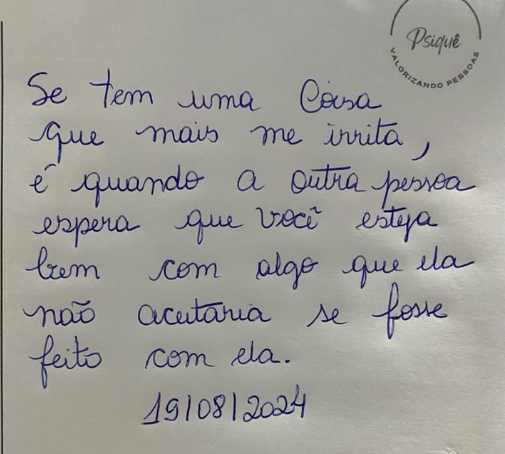 Psiquê
VALORIZANDO PESSOAS
Se tem uma Coisa
que mais me irrita,
é quando a outra pessoa
espera que você esteja
bem com algo que ela
não aceitaria se fosse
feito com ela.
19/08/2024